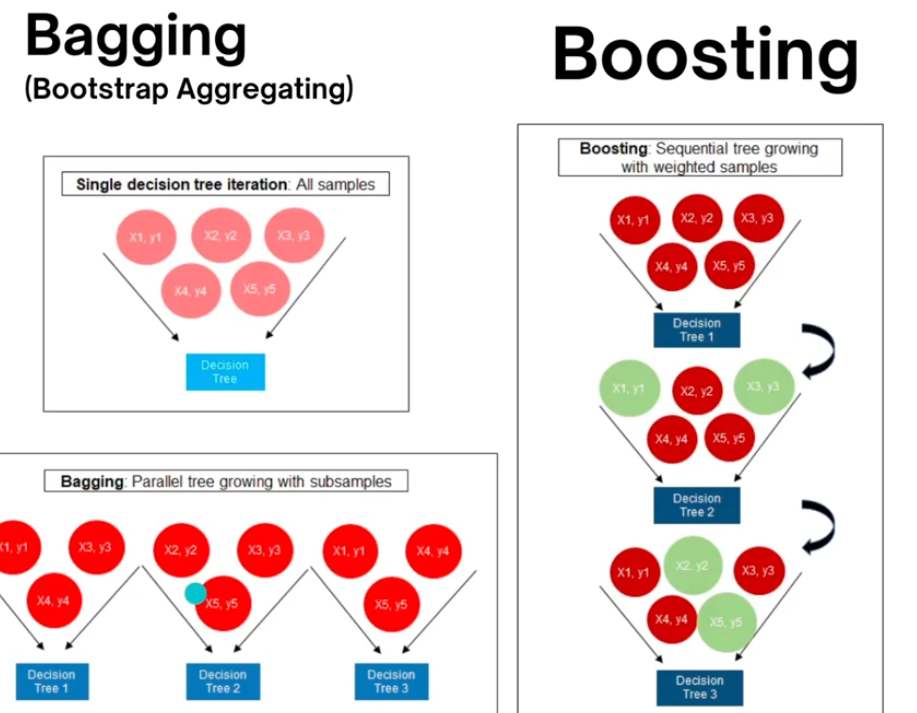 Bagging
(Bootstrap Aggregating)
Single decision tree iteration: All samples
X1, y1
X2, y2
X3, y3
X4, y4
X5, y5
Decision
Tree
Bagging: Parallel tree growing with subsamples
X1, y1
X3, y3
X4, y4
Decision
Tree 1
X2, y2
X3, y3
X5, y5
Decision
Tree 2
X1, y1
X4, y4
X5, y5
Decision
Tree 3
Boosting
Boosting: Sequential tree growing
with weighted samples
X1, y1
X2, y2
X3, y3
X4, y4
X5, y5
Decision
Tree 1
X1, y1
X2, y2
X3, y3
X4, y4
X5, y5
Decision
Tree 2
X1, y1
X2, y2
X3, y3
X4, y4
X5, y5
Decision
Tree 3